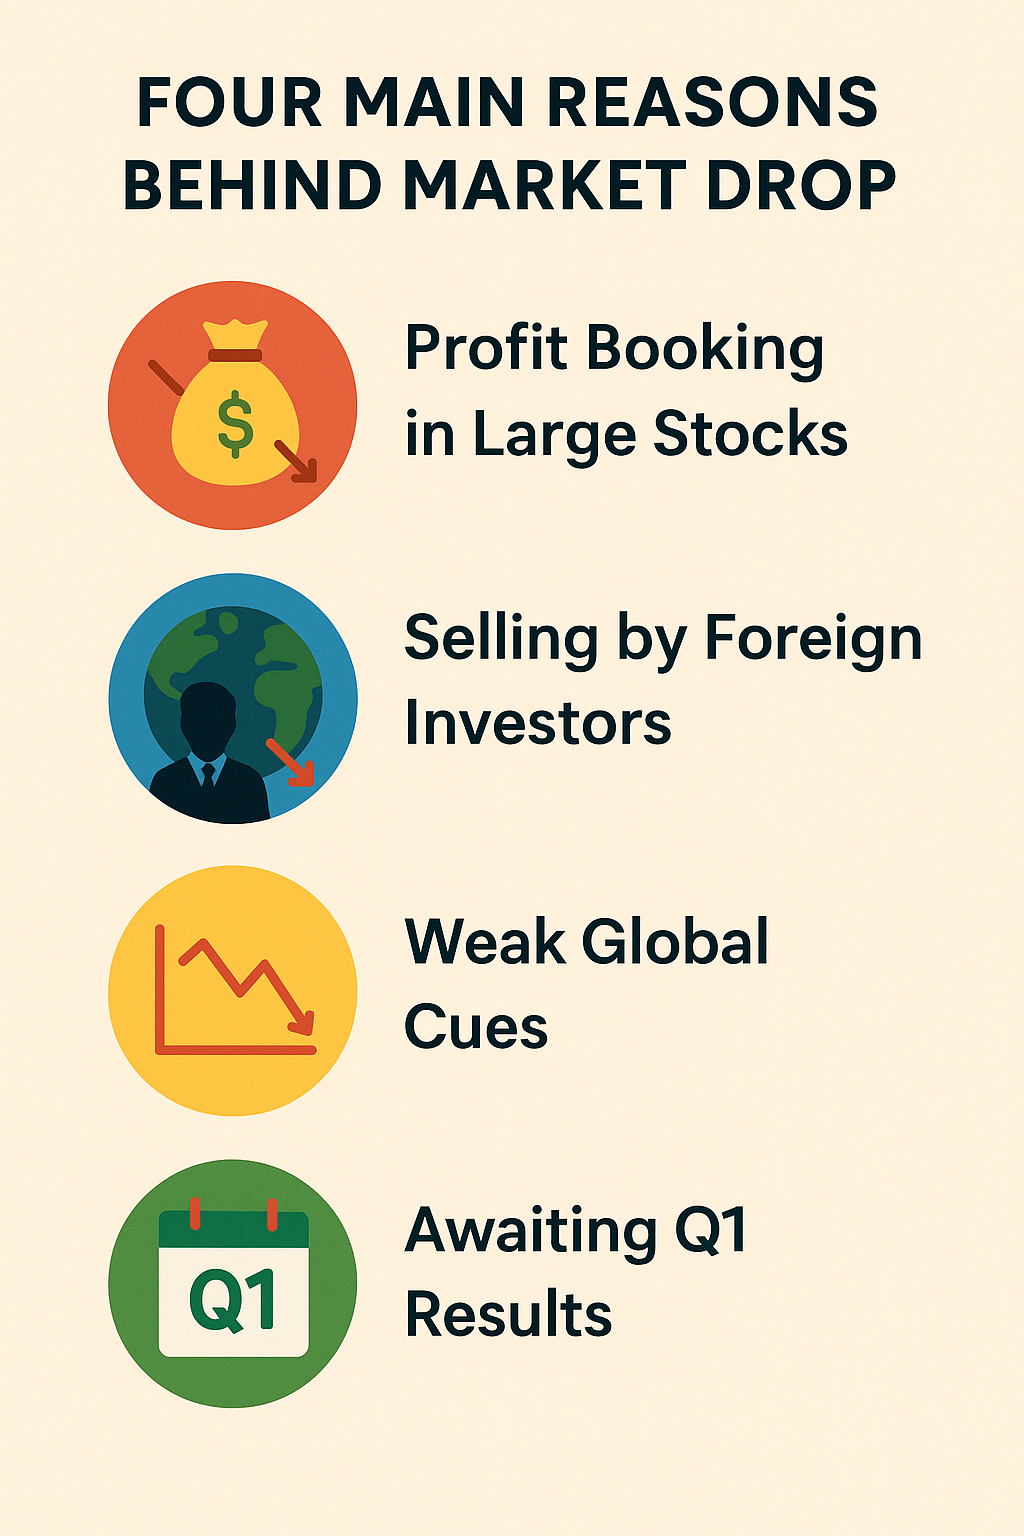 FOUR MAIN REASONS
BEHIND MARKET DROP
$
Profit Booking
in Large Stocks
Selling by Foreign
Investors
Weak Global
Cues
Q1
Awaiting Q1
Results